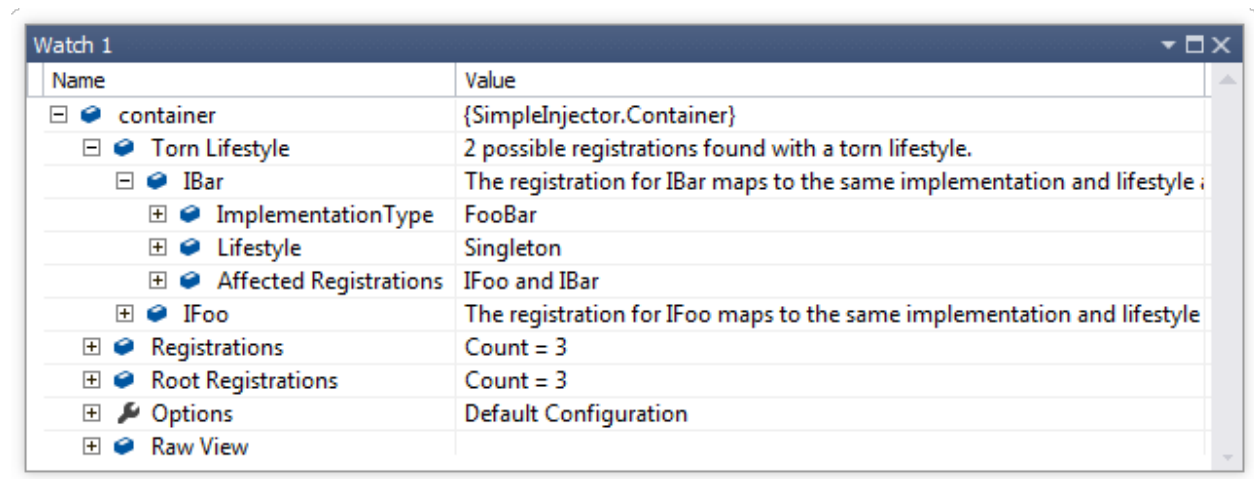 Watch 1
Name Value
container {SimpleInjector.Container}
Torn Lifestyle 2 possible registrations found with a torn lifestyle.
IBar The registration for IBar maps to the same implementation and lifestyle
ImplementationType FooBar
Lifestyle Singleton
Affected Registrations IFoo and IBar
IFoo The registration for IFoo maps to the same implementation and lifestyle
Registrations Count = 3
Root Registrations Count = 3
Options Default Configuration
Raw View